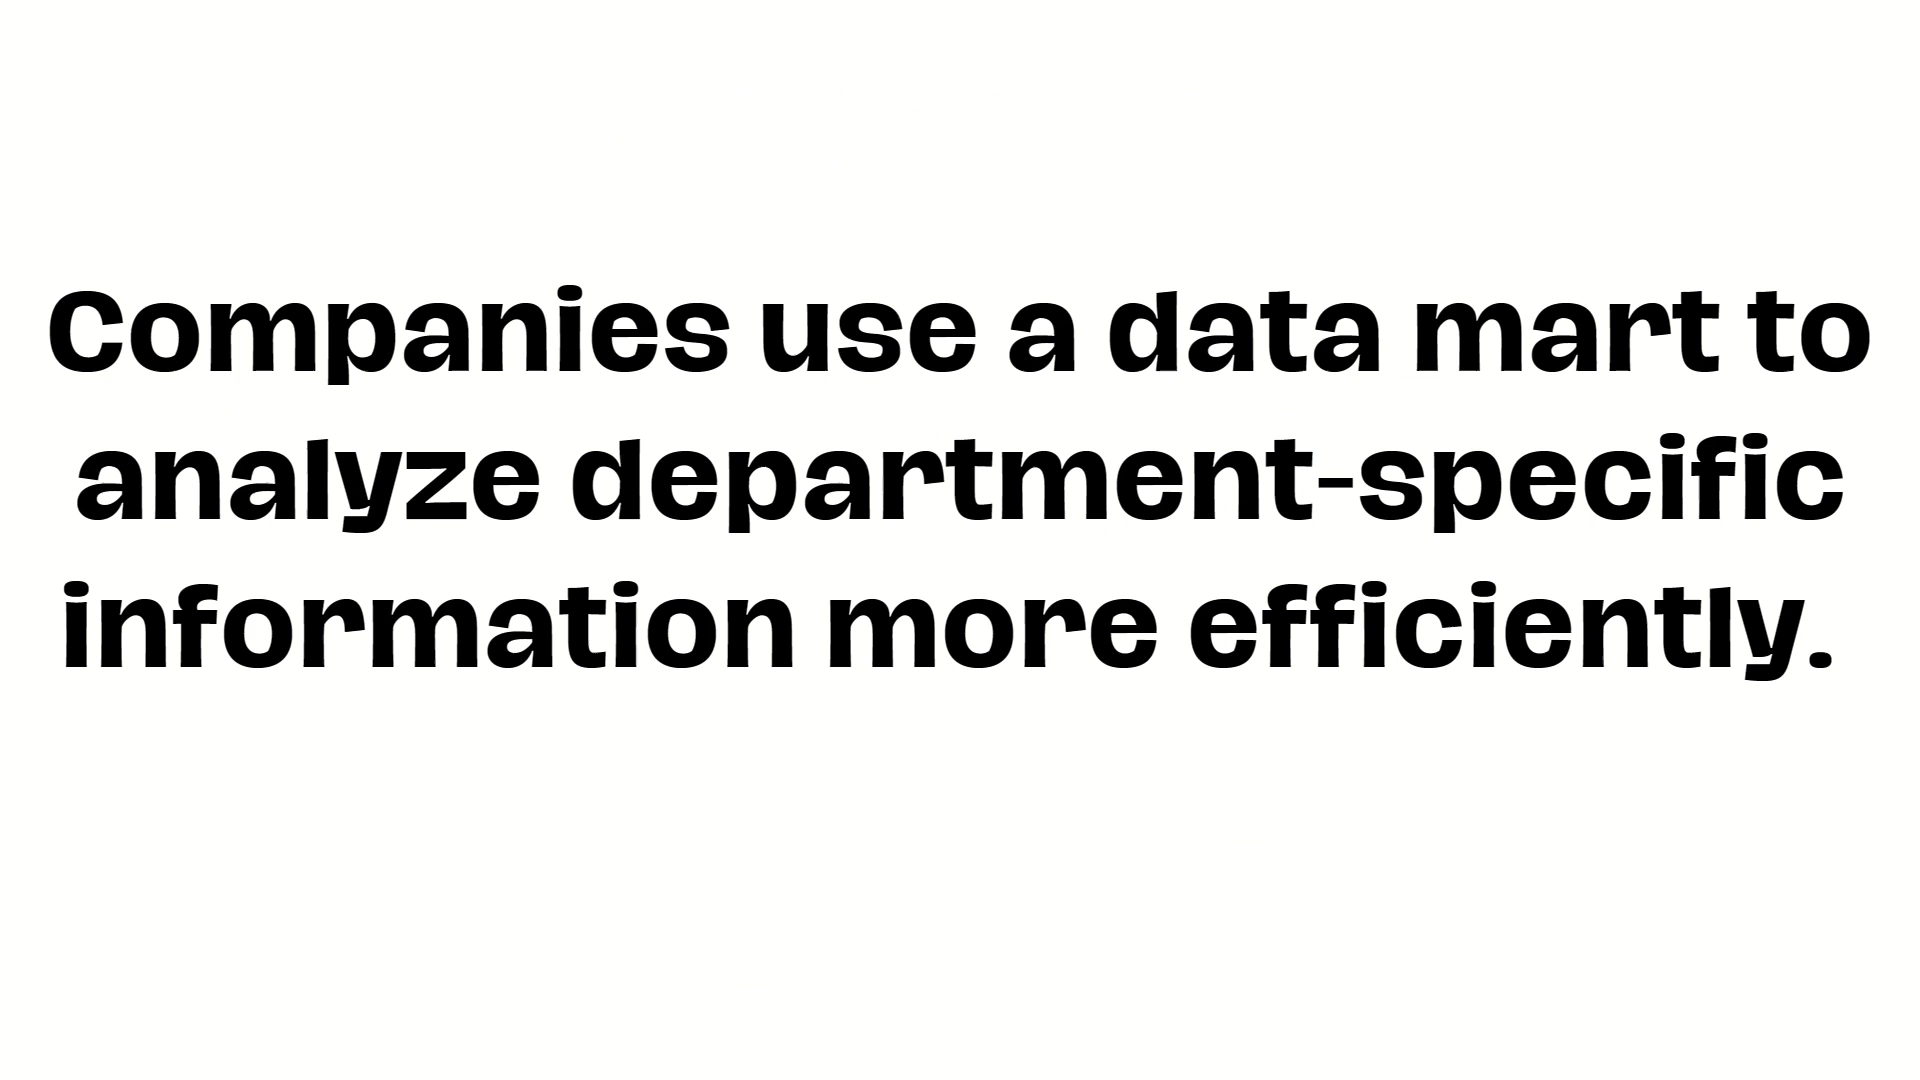 Companies use a data mart to
analyze department-specific
information more efficiently.